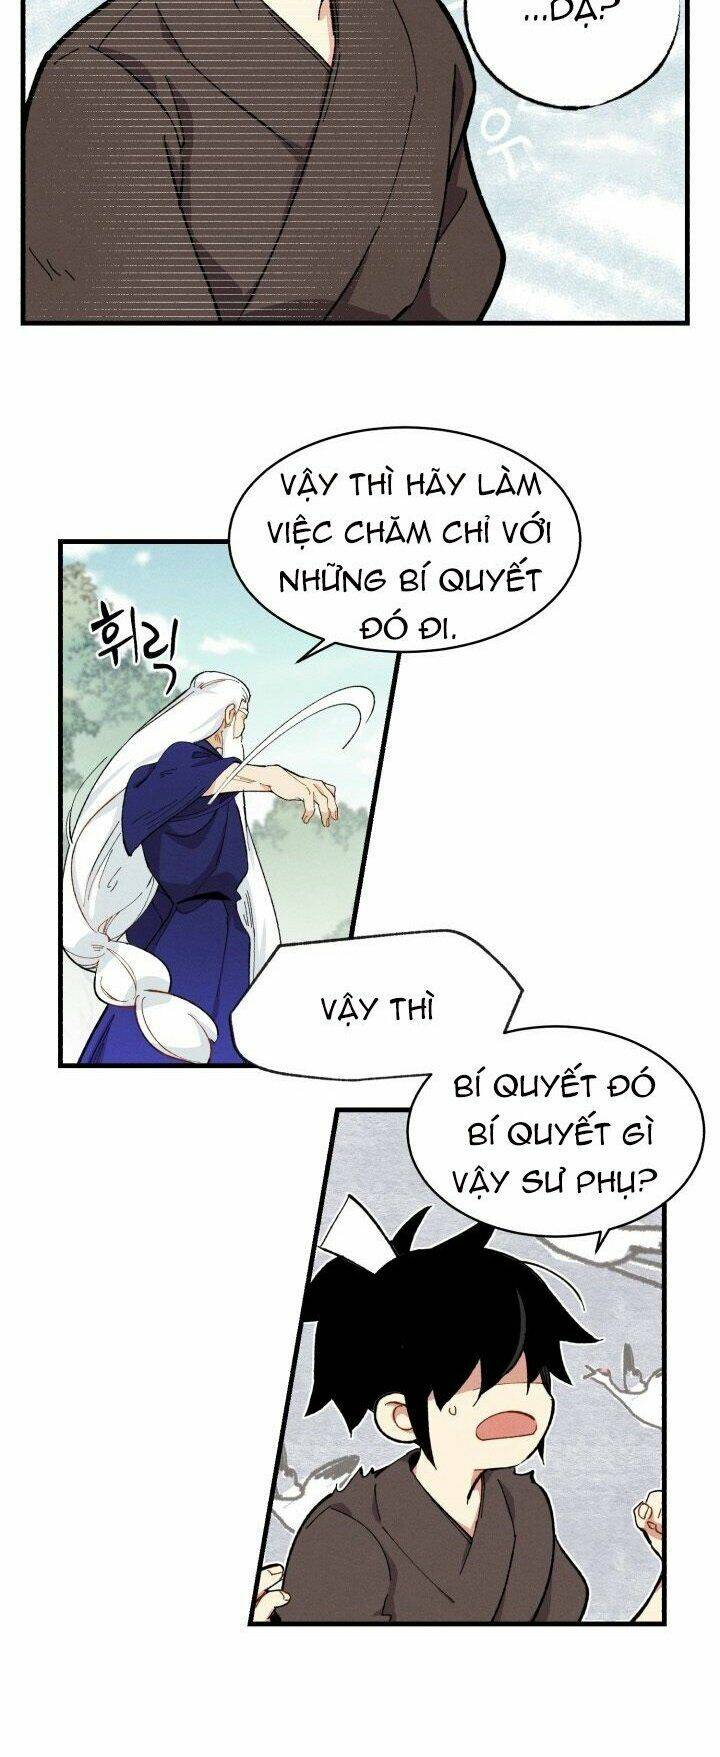 ...DẠ?
우
VẬY THÌ HÃY LÀM
VIỆC CHĂM CHỈ VỚI
NHỮNG BÍ QUYẾT
ĐÓ ĐI.
휘릭
VẬY THÌ
BÍ QUYẾT ĐÓ
BÍ QUYẾT GÌ
VẬY SƯ PHỤ?